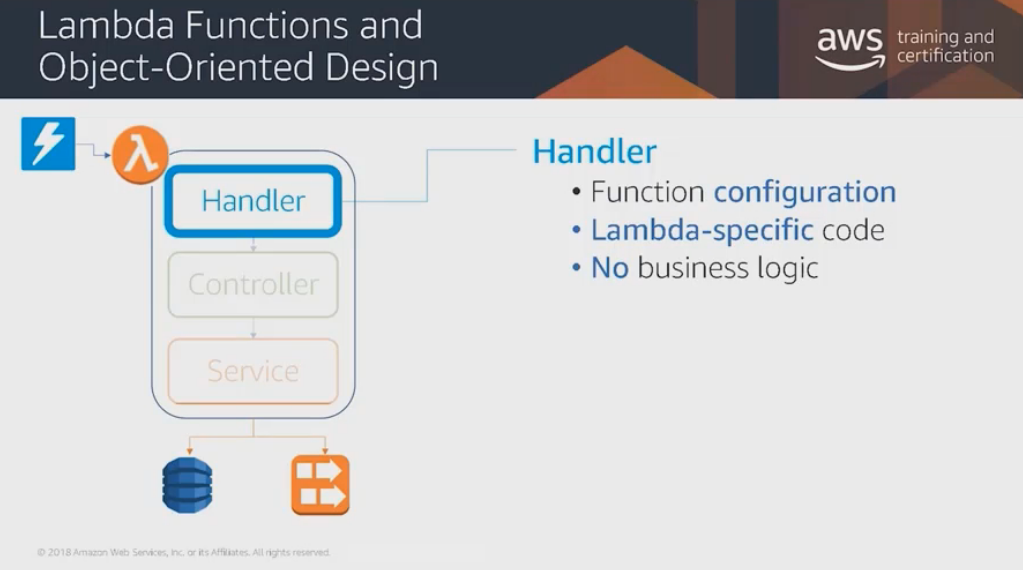 Lambda Functions and
Object-Oriented Design
aws training and
certification
λ
Handler
Controller
Service
Handler
• Function configuration
• Lambda-specific code
• No business logic
© 2018 Amazon Web Services, Inc. or its Affiliates. All rights reserved.